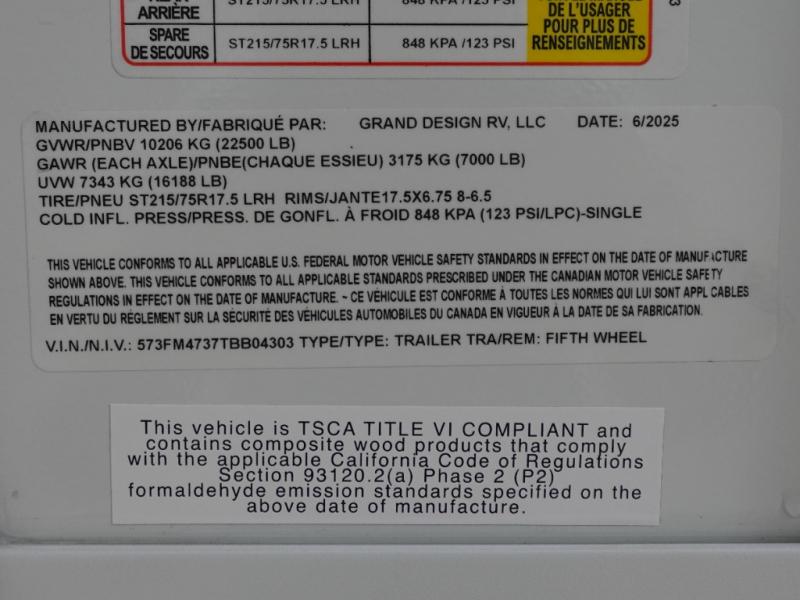 ARRIÈRE
ST215/75R17.5 LRH 848 KPA /123 PSI
DE L'USAGER
POUR PLUS DE
RENSEIGNEMENTS
SPARE
DE SECOURS
ST215/75R17.5 LRH 848 KPA /123 PSI
MANUFACTURED BY/FABRIQUÉ PAR: GRAND DESIGN RV, LLC DATE: 6/2025
GVWR/PNBV 10206 KG (22500 LB)
GAWR (EACH AXLE)/PNBE(CHAQUE ESSIEU) 3175 KG (7000 LB)
UVW 7343 KG (16188 LB)
TIRE/PNEU ST215/75R17.5 LRH RIMS/JANTE17.5X6.75 8-6.5
COLD INFL. PRESS/PRESS. DE GONFL. À FROID 848 KPA (123 PSI/LPC)-SINGLE
THIS VEHICLE CONFORMS TO ALL APPLICABLE U.S. FEDERAL MOTOR VEHICLE SAFETY STANDARDS IN EFFECT ON THE DATE OF MANUFACTURE
SHOWN ABOVE. THIS VEHICLE CONFORMS TO ALL APPLICABLE STANDARDS PRESCRIBED UNDER THE CANADIAN MOTOR VEHICLE SAFETY
REGULATIONS IN EFFECT ON THE DATE OF MANUFACTURE. ~ CE VÉHICULE EST CONFORME À TOUTES LES NORMES QUI LUI SONT APPLICABLES
EN VERTU DU RÈGLEMENT SUR LA SÉCURITÉ DES VÉHICULES AUTOMOBILES DU CANADA EN VIGUEUR À LA DATE DE SA FABRICATION.
V.I.N./N.I.V.: 573FM4737TBB04303 TYPE/TYPE: TRAILER TRA/REM: FIFTH WHEEL
This vehicle is TSCA TITLE VI COMPLIANT and
contains composite wood products that comply
with the applicable California Code of Regulations
Section 93120.2(a) Phase 2 (P2)
formaldehyde emission standards specified on the
above date of manufacture.